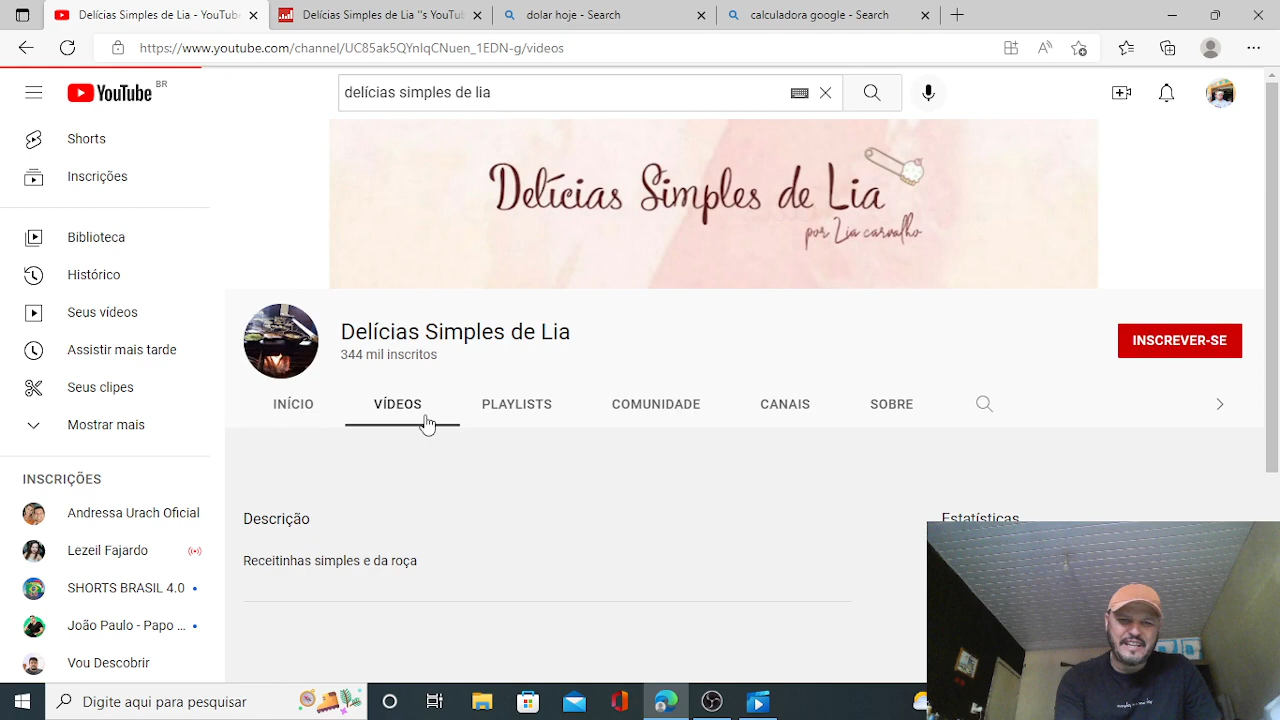 Delícias Simples de Lia - YouTub
Delícias Simples de Lia "s YouTu
dolar hoje - Search
calculadora google - Search
https://www.youtube.com/channel/UC85ak5QYnIqCNuen_1EDN-g/videos
YouTube BR
delícias simples de lia
Shorts
Inscrições
Biblioteca
Histórico
Seus vídeos
Assistir mais tarde
Seus clipes
Mostrar mais
INSCRIÇÕES
Andressa Urach Oficial
Lezeil Fajardo
SHORTS BRASIL 4.0
João Paulo - Papo ...
Vou Descobrir
Delícias Simples de Lia
por Lia carvalho
Delícias Simples de Lia
344 mil inscritos
INSCREVER-SE
INÍCIO
VÍDEOS
PLAYLISTS
COMUNIDADE
CANAIS
SOBRE
Descrição
Estatísticas
Receitinhas simples e da roça
Digite aqui para pesquisar